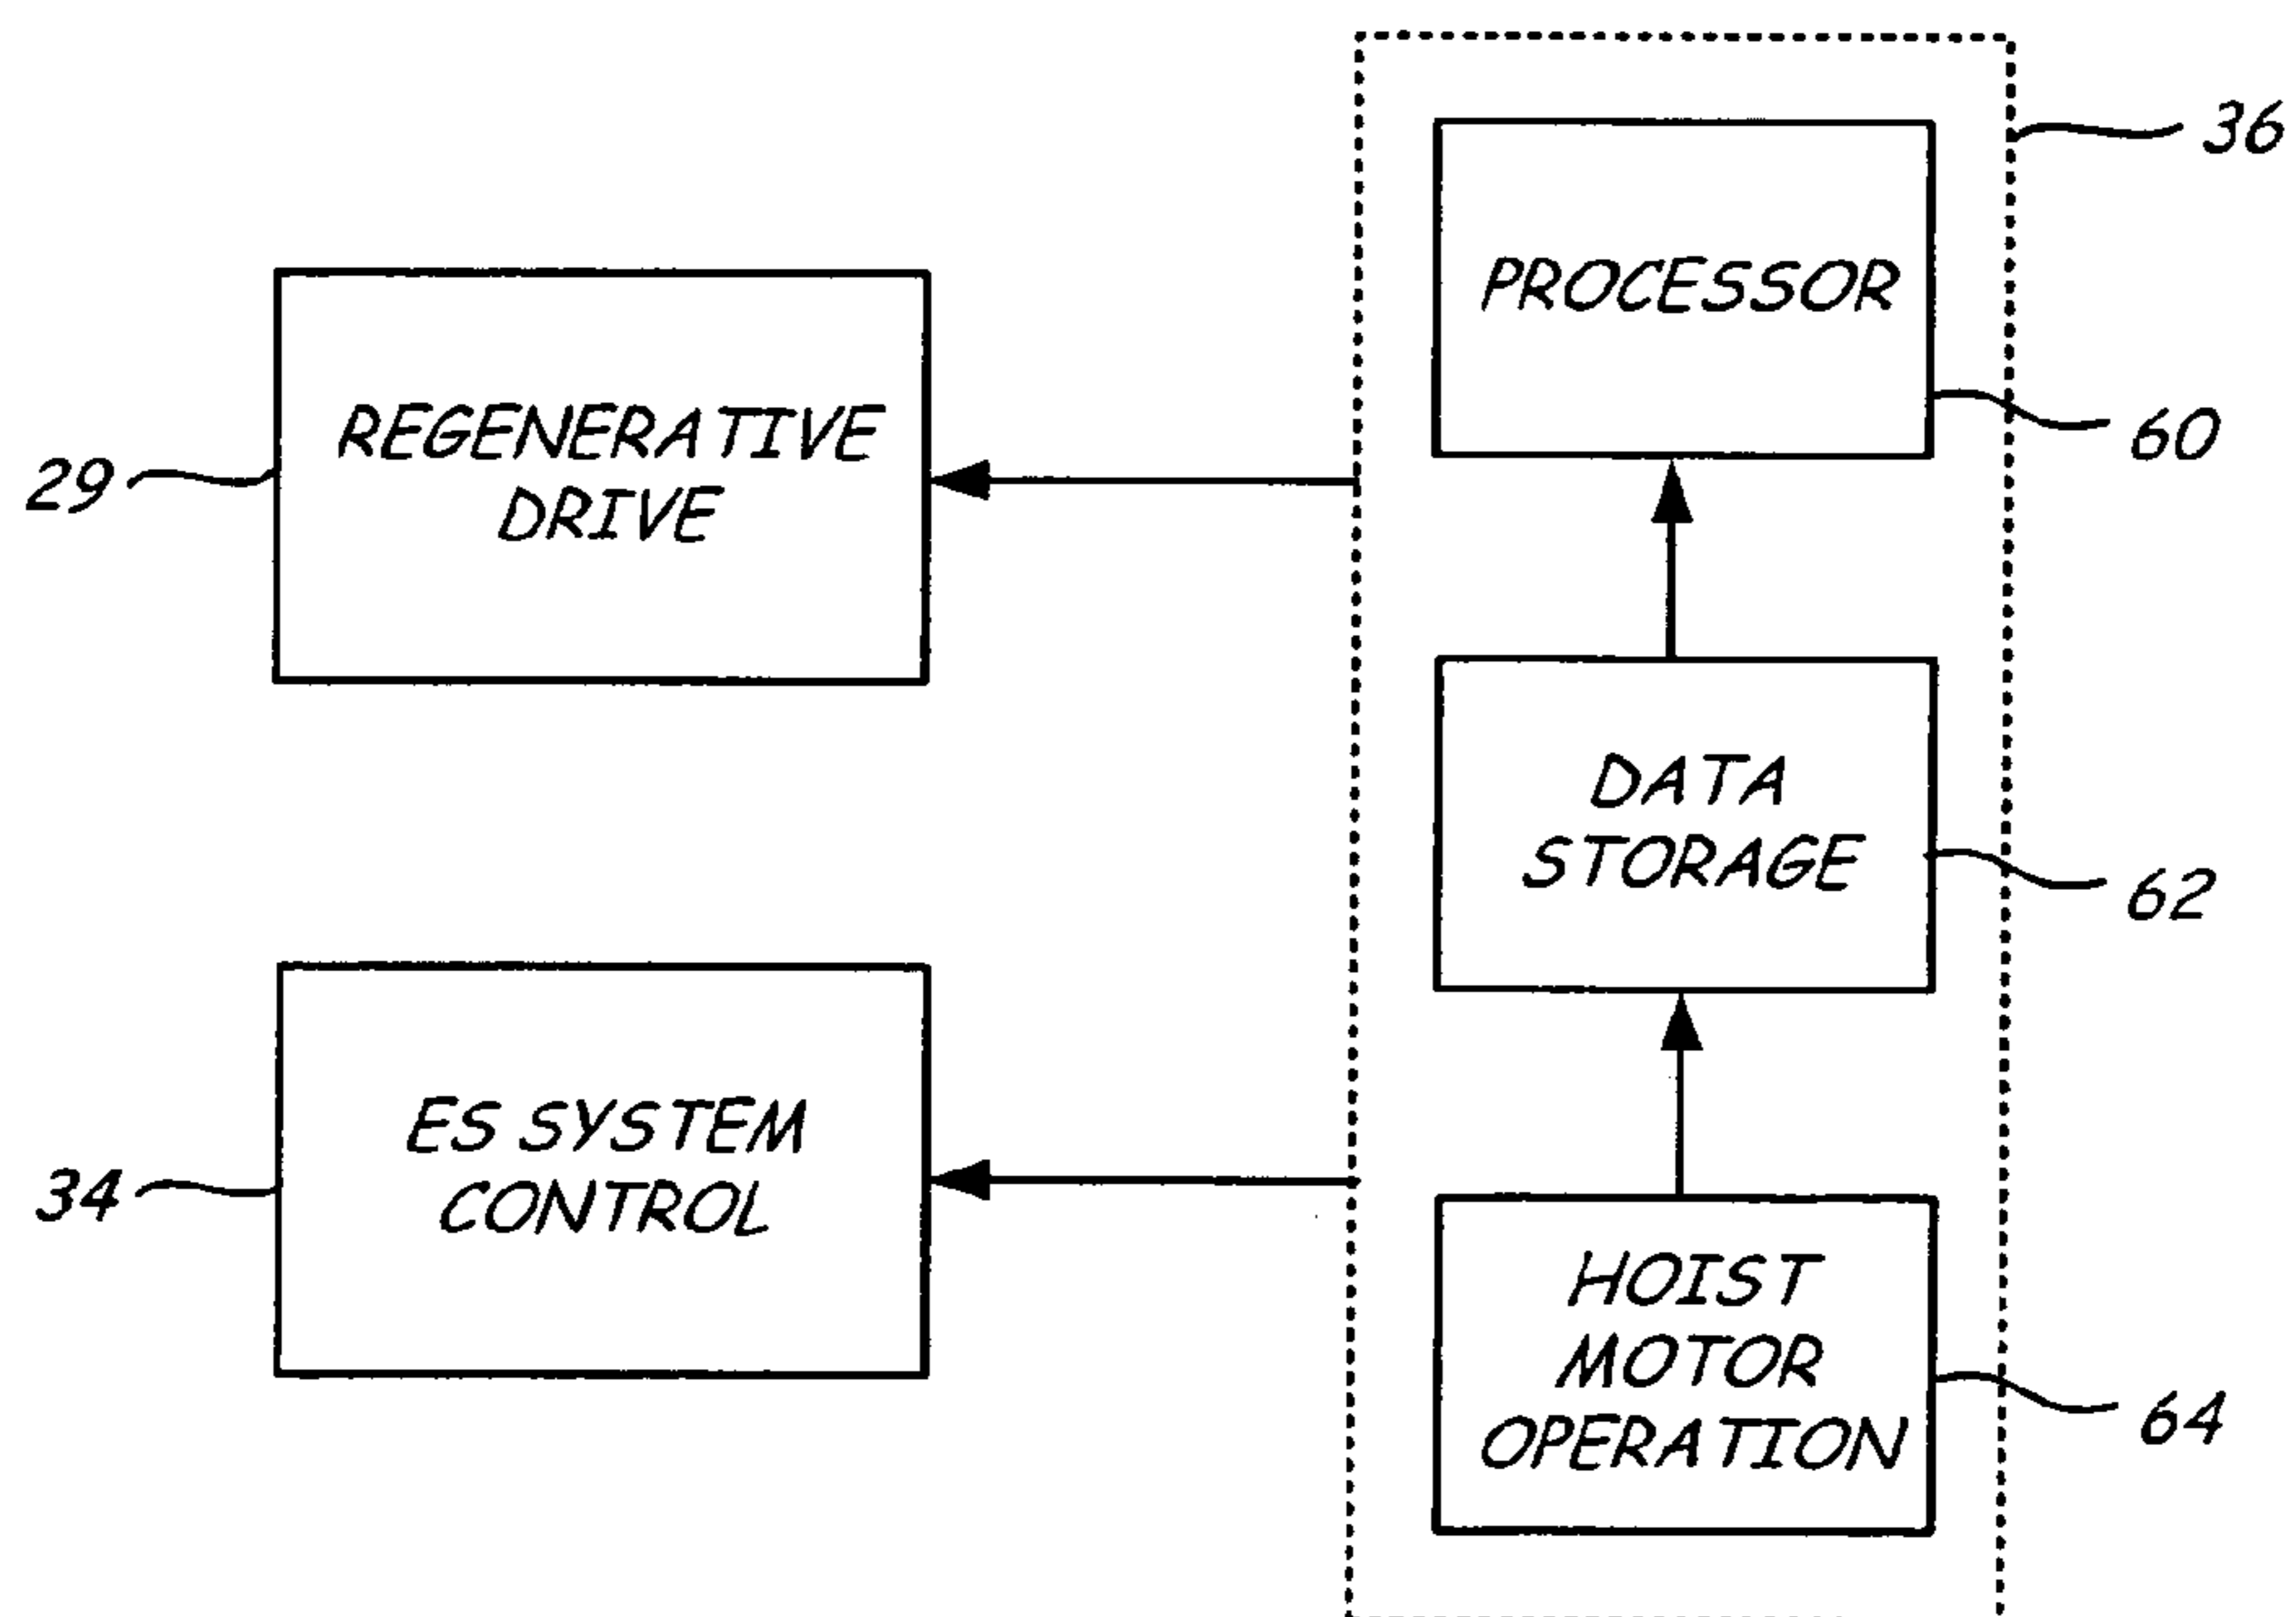 36
PROCESSOR
60
REGENERATIVE
DRIVE
29
DATA
STORAGE
62
ES SYSTEM
CONTROL
34
HOIST
MOTOR
OPERATION
64